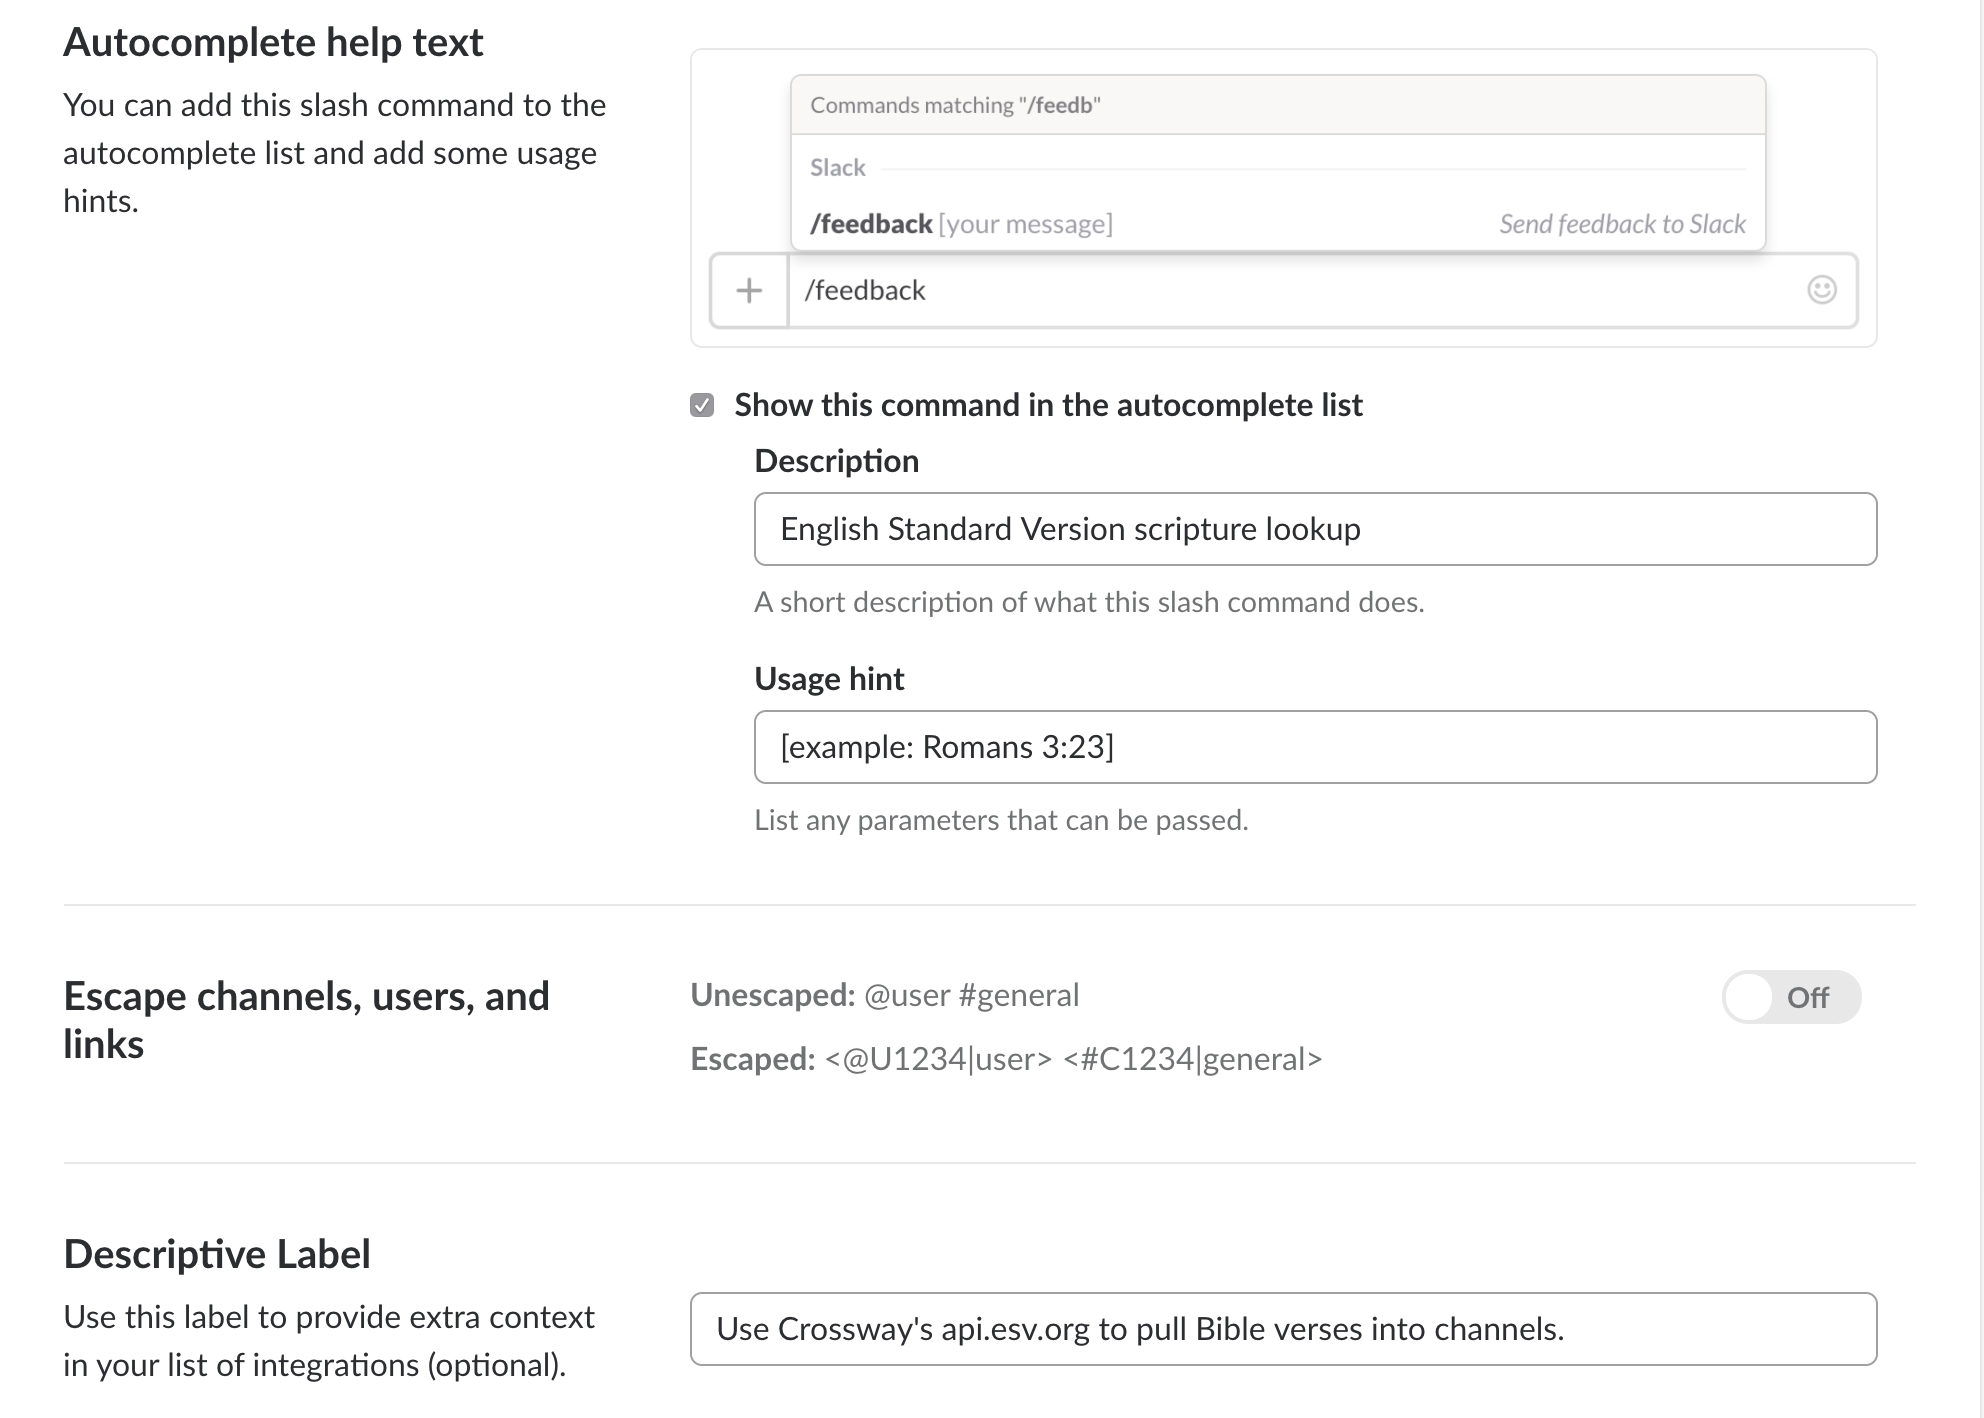 Autocomplete help text
You can add this slash command to the
autocomplete list and add some usage
hints.
Commands matching "/feedb"
Slack
/feedback [your message] Send feedback to Slack
/feedback
Show this command in the autocomplete list
Description
English Standard Version scripture lookup
A short description of what this slash command does.
Usage hint
[example: Romans 3:23]
List any parameters that can be passed.
Escape channels, users, and
links
Unescaped: @user #general
Escaped: <@U1234|user> <#C1234|general>
Off
Descriptive Label
Use this label to provide extra context
in your list of integrations (optional).
Use Crossway's api.esv.org to pull Bible verses into channels.